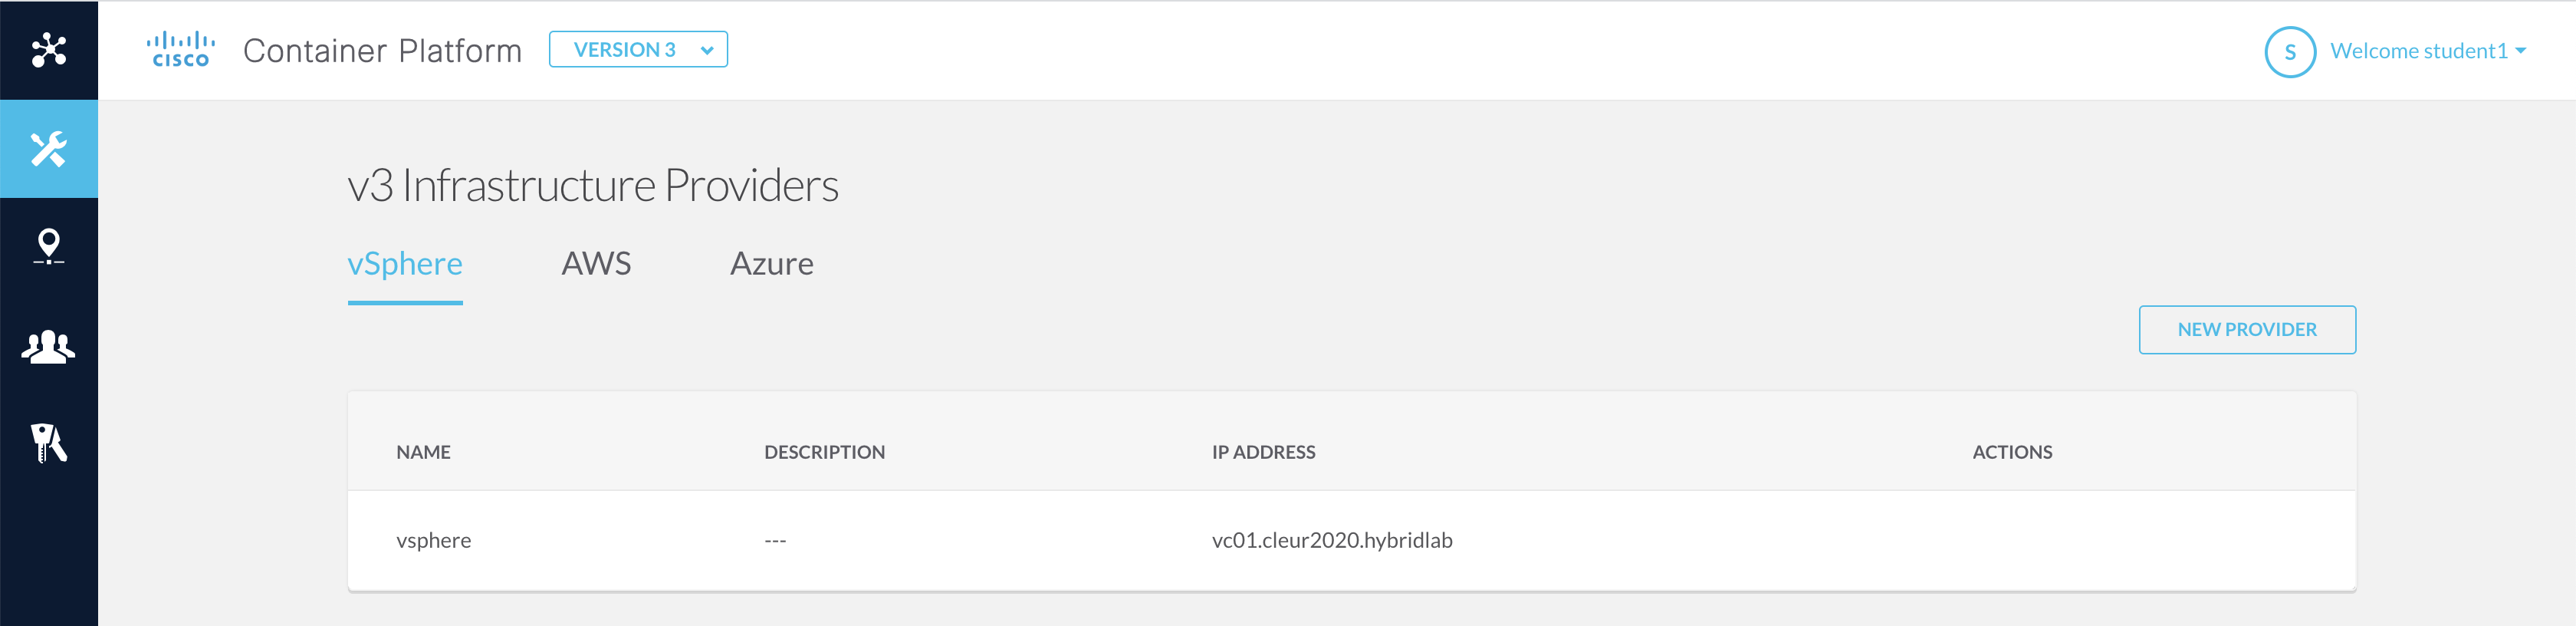 cisco Container Platform VERSION 3 S Welcome student1
v3 Infrastructure Providers
vSphere AWS Azure
NEW PROVIDER
NAME DESCRIPTION IP ADDRESS ACTIONS
vsphere --- vc01.cleur2020.hybridlab